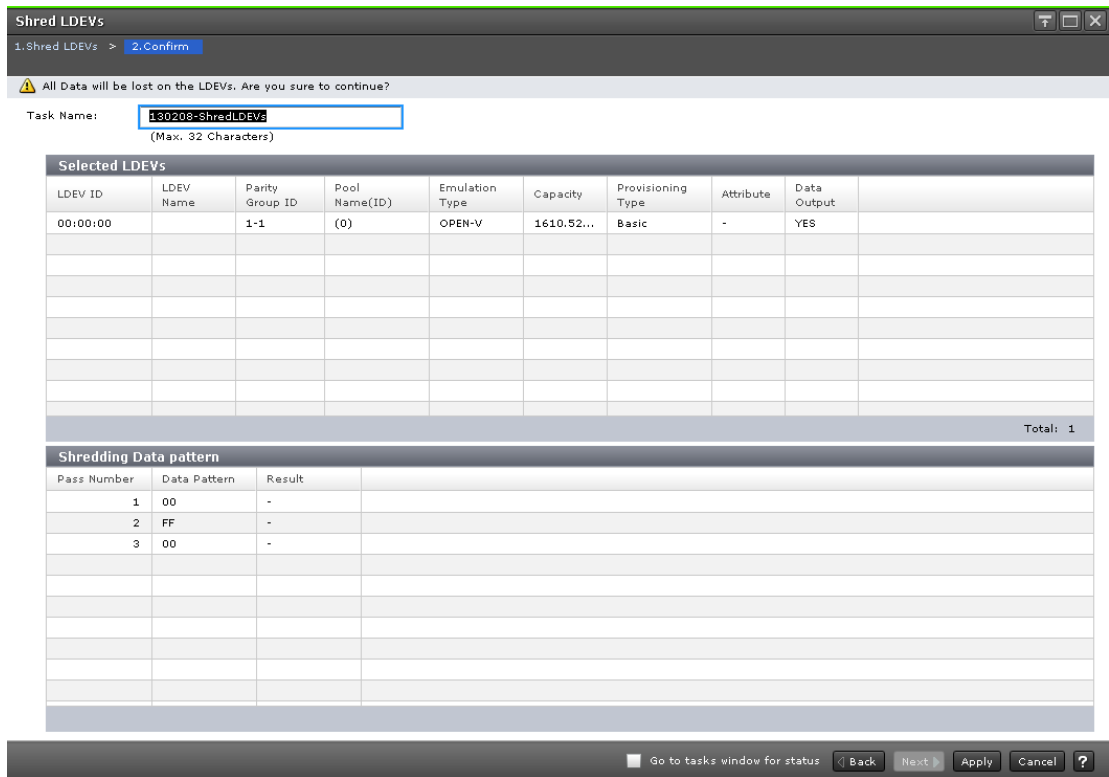 Shred LDEVs
1.Shred LDEVs > 2.Confirm
All Data will be lost on the LDEVs. Are you sure to continue?
Task Name: 130208-ShredLDEVs
(Max. 32 Characters)
Selected LDEVs
LDEV ID LDEV Name Parity Group ID Pool Name(ID) Emulation Type Capacity Provisioning Type Attribute Data Output
00:00:00 1-1 (0) OPEN-V 1610.52... Basic - YES
Total: 1
Shredding Data pattern
Pass Number Data Pattern Result
1 00 -
2 FF -
3 00 -
Go to tasks window for status Back Next Apply Cancel ?